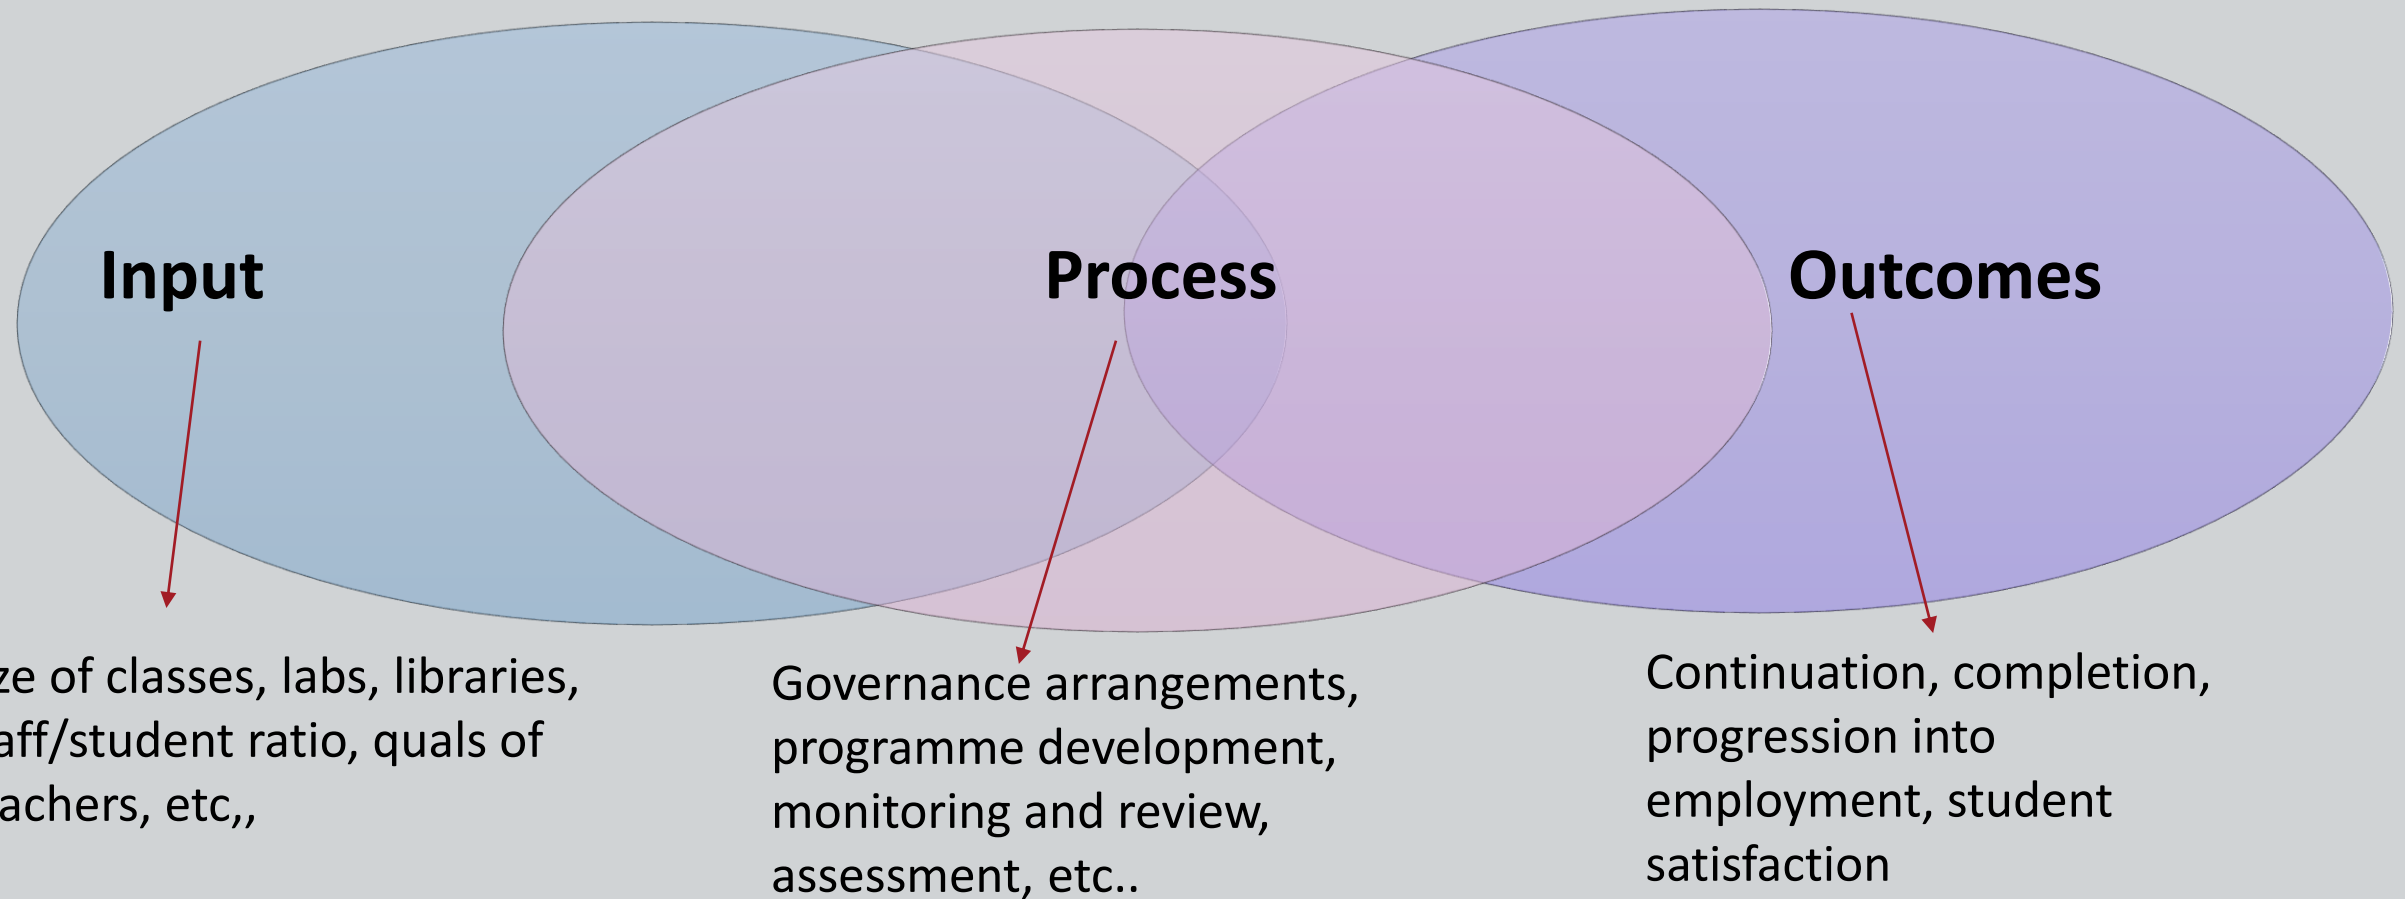 Input
Process
Outcomes
ze of classes, labs, libraries,
aff/student ratio, quals of
achers, etc,,
Governance arrangements,
programme development,
monitoring and review,
assessment, etc..
Continuation, completion,
progression into
employment, student
satisfaction